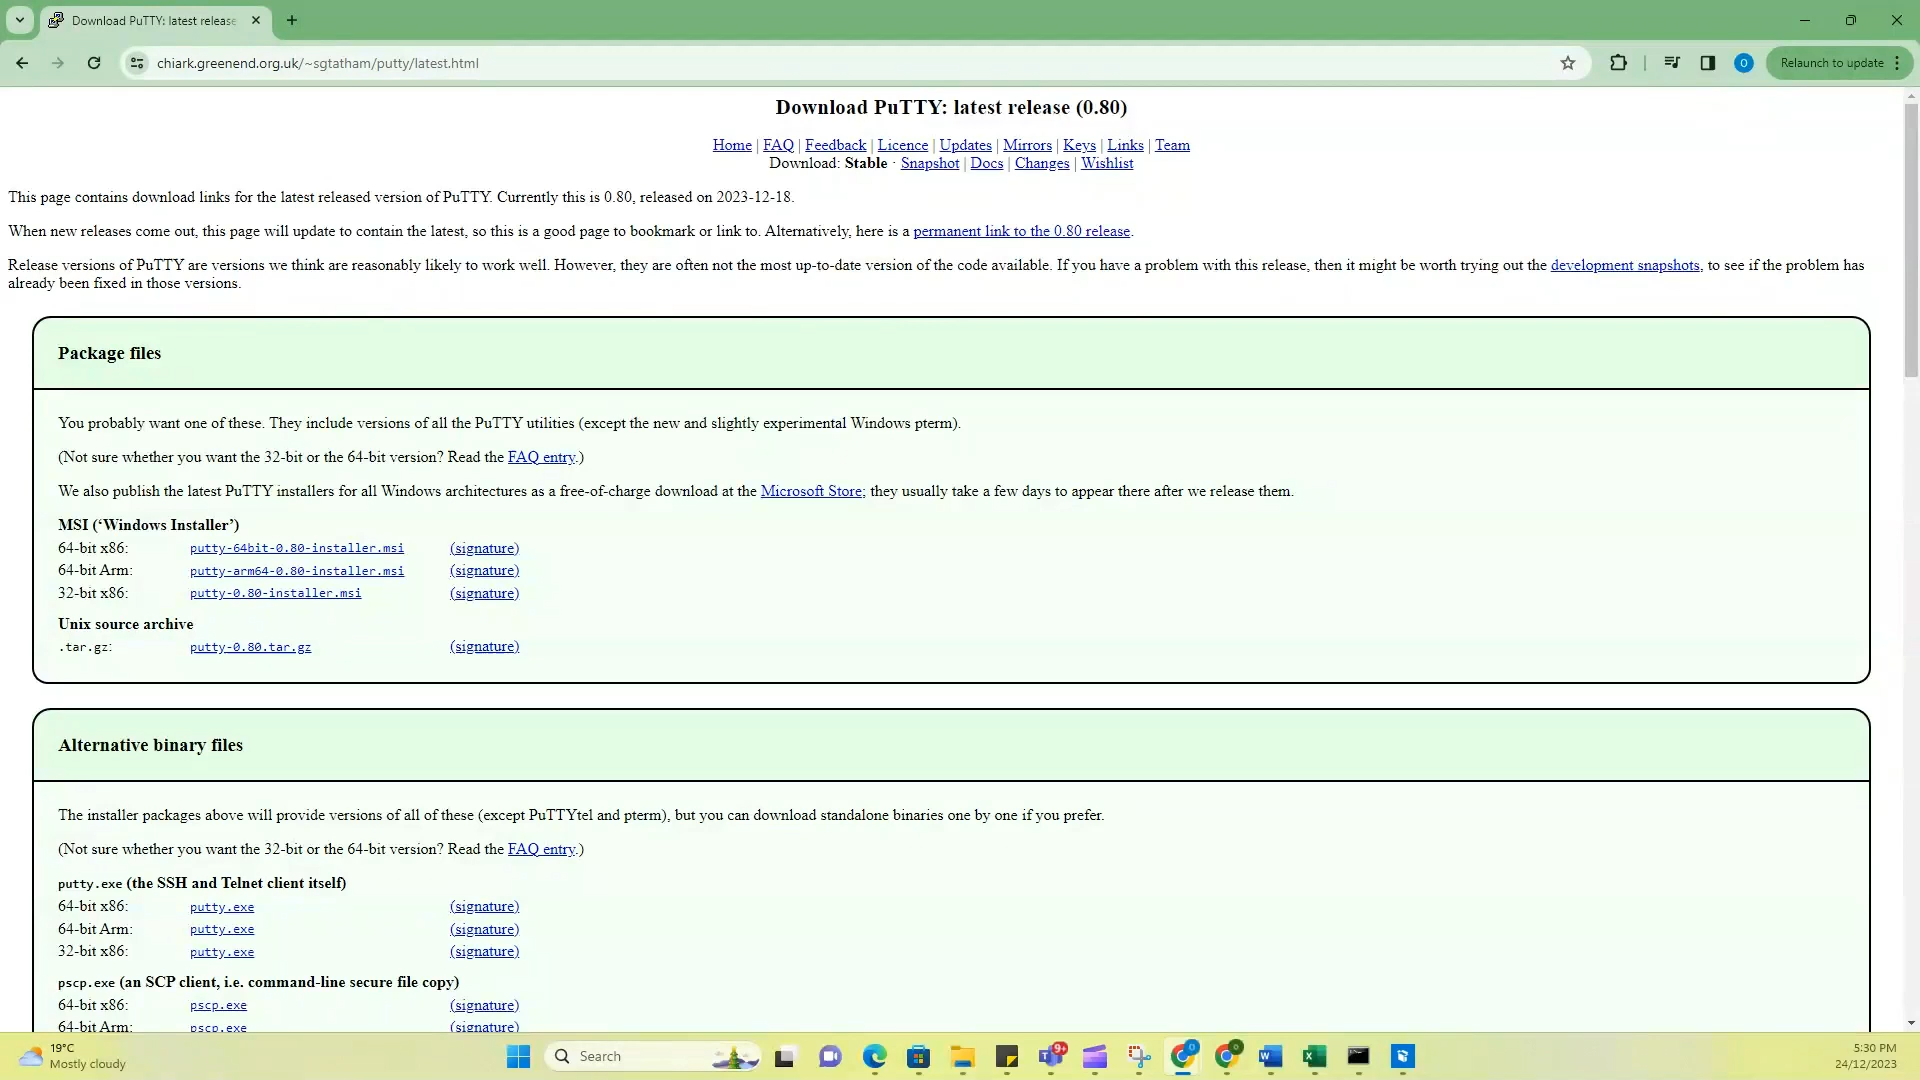 Download PuTTY: latest release
chiark.greenend.org.uk/~sgtatham/putty/latest.html
O
Relaunch to update
Download PuTTY: latest release (0.80)
Home | FAQ | Feedback | Licence | Updates | Mirrors | Keys | Links | Team
Download: Stable · Snapshot | Docs | Changes | Wishlist
This page contains download links for the latest released version of PuTTY. Currently this is 0.80, released on 2023-12-18.
When new releases come out, this page will update to contain the latest, so this is a good page to bookmark or link to. Alternatively, here is a permanent link to the 0.80 release.
Release versions of PuTTY are versions we think are reasonably likely to work well. However, they are often not the most up-to-date version of the code available. If you have a problem with this release, then it might be worth trying out the development snapshots, to see if the problem has
already been fixed in those versions.
Package files
You probably want one of these. They include versions of all the PuTTY utilities (except the new and slightly experimental Windows pterm).
(Not sure whether you want the 32-bit or the 64-bit version? Read the FAQ entry.)
We also publish the latest PuTTY installers for all Windows architectures as a free-of-charge download at the Microsoft Store; they usually take a few days to appear there after we release them.
MSI (‘Windows Installer’)
64-bit x86: putty-64bit-0.80-installer.msi (signature)
64-bit Arm: putty-arm64-0.80-installer.msi (signature)
32-bit x86: putty-0.80-installer.msi (signature)
Unix source archive
.tar.gz: putty-0.80.tar.gz (signature)
Alternative binary files
The installer packages above will provide versions of all of these (except PuTTYtel and pterm), but you can download standalone binaries one by one if you prefer.
(Not sure whether you want the 32-bit or the 64-bit version? Read the FAQ entry.)
putty.exe (the SSH and Telnet client itself)
64-bit x86: putty.exe (signature)
64-bit Arm: putty.exe (signature)
32-bit x86: putty.exe (signature)
pscp.exe (an SCP client, i.e. command-line secure file copy)
64-bit x86: pscp.exe (signature)
64-bit Arm: pscp.exe (signature)
19°C
Mostly cloudy
Search
9+
5:30 PM
24/12/2023